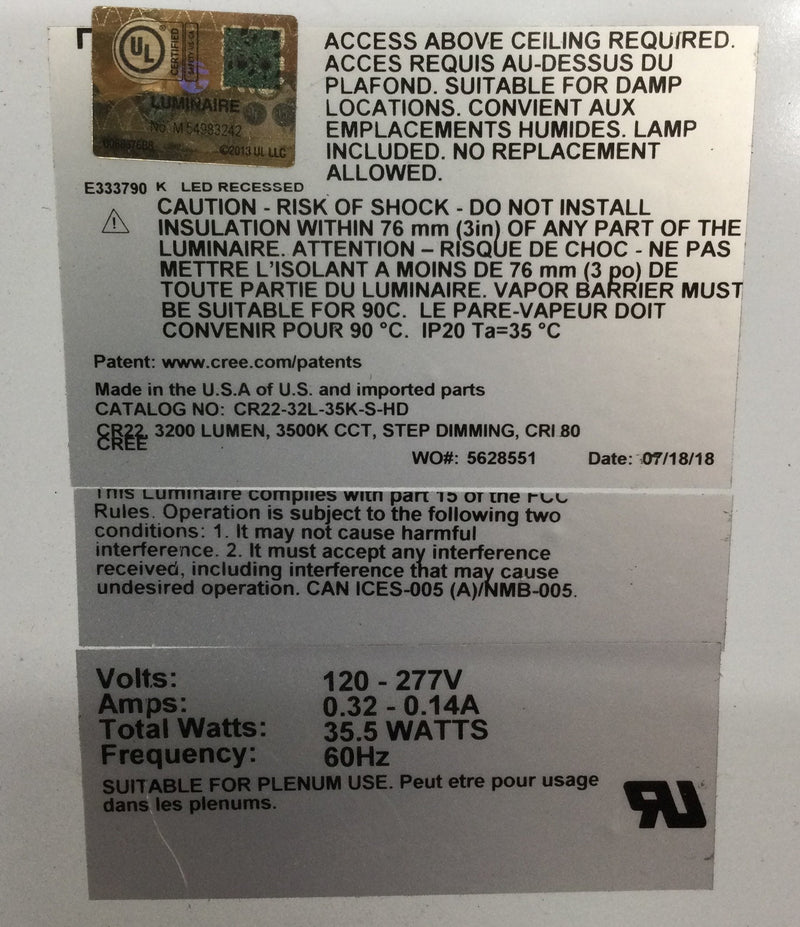 UL
CERTIFIED
SAFETY US-CA
LUMINAIRE
No M 54983242
©2013 UL LLC
ACCESS ABOVE CEILING REQUIRED.
ACCES REQUIS AU-DESSUS DU
PLAFOND. SUITABLE FOR DAMP
LOCATIONS. CONVIENT AUX
EMPLACEMENTS HUMIDES. LAMP
INCLUDED. NO REPLACEMENT
ALLOWED.
E333790 K LED RECESSED
CAUTION - RISK OF SHOCK - DO NOT INSTALL
INSULATION WITHIN 76 mm (3in) OF ANY PART OF THE
LUMINAIRE. ATTENTION – RISQUE DE CHOC - NE PAS
METTRE L'ISOLANT A MOINS DE 76 mm (3 po) DE
TOUTE PARTIE DU LUMINAIRE. VAPOR BARRIER MUST
BE SUITABLE FOR 90C. LE PARE-VAPEUR DOIT
CONVENIR POUR 90 °C. IP20 Ta=35 °C
Patent: www.cree.com/patents
Made in the U.S.A of U.S. and imported parts
CATALOG NO: CR22-32L-35K-S-HD
CR22, 3200 LUMEN, 3500K CCT, STEP DIMMING, CRI 80
CREE
WO#: 5628551 Date: 07/18/18
This Luminaire complies with part 15 of the FCC
Rules. Operation is subject to the following two
conditions: 1. It may not cause harmful
interference. 2. It must accept any interference
received, including interference that may cause
undesired operation. CAN ICES-005 (A)/NMB-005.
Volts: 120 - 277V
Amps: 0.32 - 0.14A
Total Watts: 35.5 WATTS
Frequency: 60Hz
SUITABLE FOR PLENUM USE. Peut etre pour usage
dans les plenums.